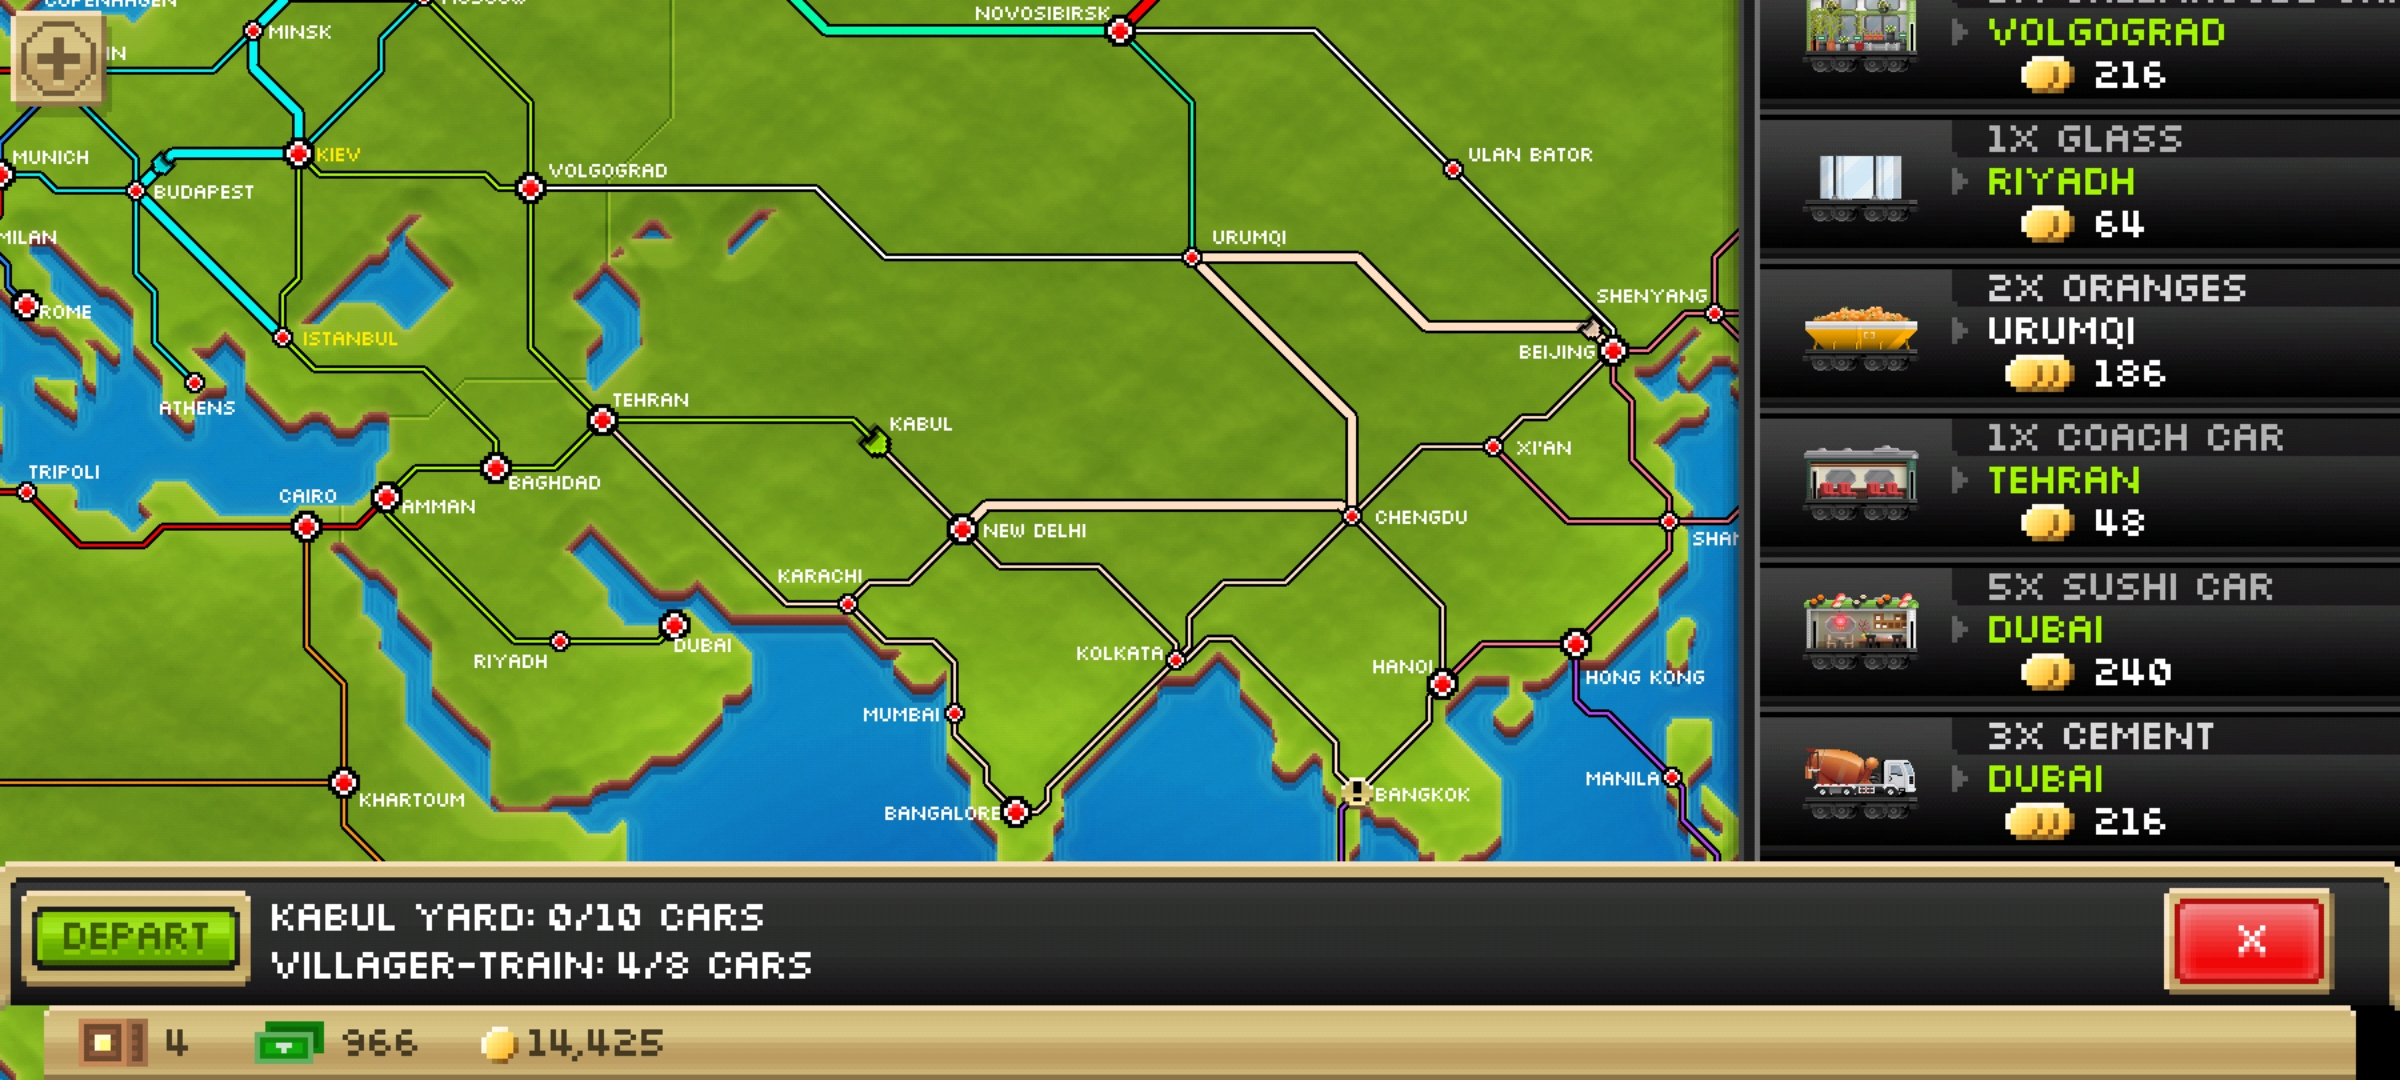 NOVOSIBIRSK
MINSK
IN
ULAN BATOR
MUNICH
KIEV
BUDAPEST
VOLGOGRAD
MILAN
URUMQI
SHENYANG
ROME
ISTANBUL
BEIJING
ATHENS
TEHRAN
KABUL
XI'AN
TRIPOLI
CAIRO
BAGHDAD
AMMAN
NEW DELHI
CHENGDU
SHAN
KARACHI
RIYADH
DUBAI
KOLKATA
HANOI
HONG KONG
MUMBAI
MANILA
KHARTOUM
BANGALORE
BANGKOK
VOLGOGRAD
216
1X GLASS
RIYADH
64
2X ORANGES
URUMQI
186
1X COACH CAR
TEHRAN
48
5X SUSHI CAR
DUBAI
240
3X CEMENT
DUBAI
216
DEPART
KABUL YARD: 0/10 CARS
VILLAGER-TRAIN: 4/8 CARS
X
4
966
14,425